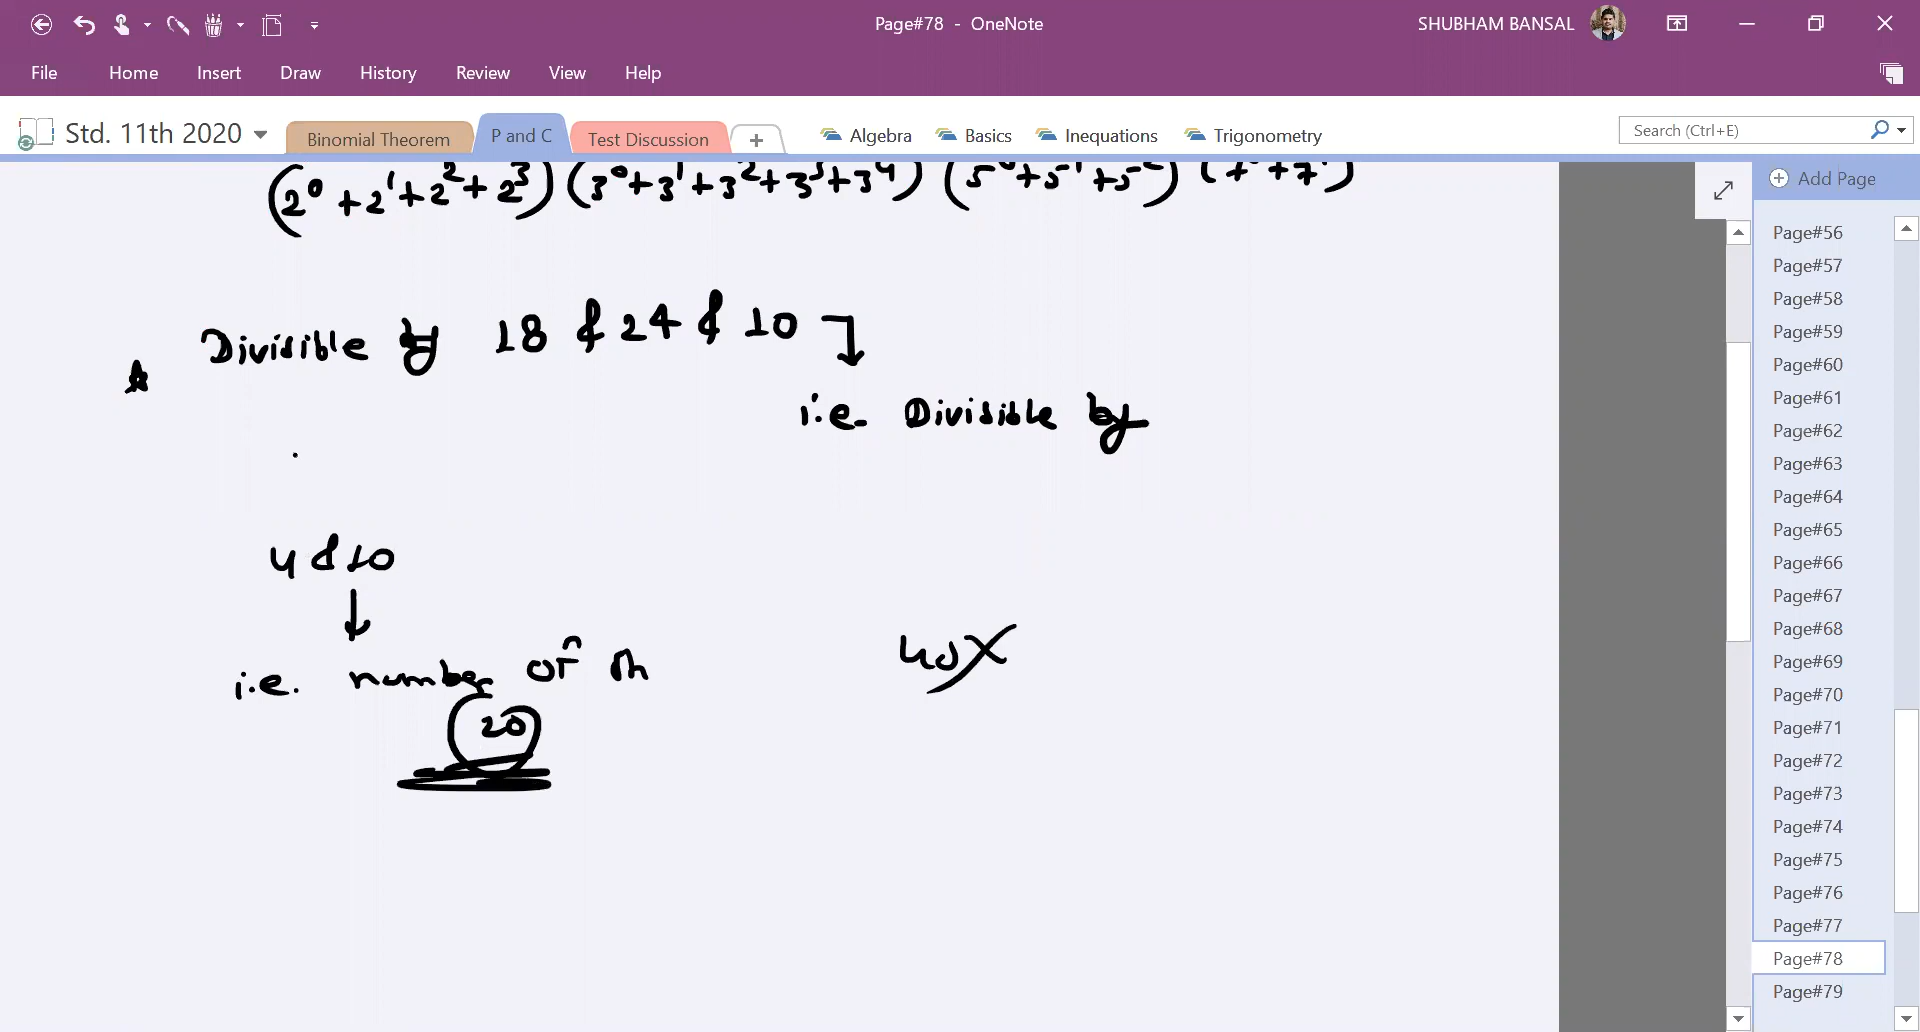 Page#78 - OneNote
SHUBHAM BANSAL
File Home Insert Draw History Review View Help
Std. 11th 2020
Binomial Theorem
P and C
Test Discussion
+
Algebra
Basics
Inequations
Trigonometry
Search (Ctrl+E)
(2⁰ + 2¹ + 2² + 2³) (3⁰ + 3¹ + 3² + 3³ + 3⁴) (5⁰ + 5¹ + 5²) (7⁰ + 7¹)
Divisible by 18 & 24 & 10
i.e. Divisible by
4 & 10
i.e. number of
20
40
Add Page
Page#56
Page#57
Page#58
Page#59
Page#60
Page#61
Page#62
Page#63
Page#64
Page#65
Page#66
Page#67
Page#68
Page#69
Page#70
Page#71
Page#72
Page#73
Page#74
Page#75
Page#76
Page#77
Page#78
Page#79